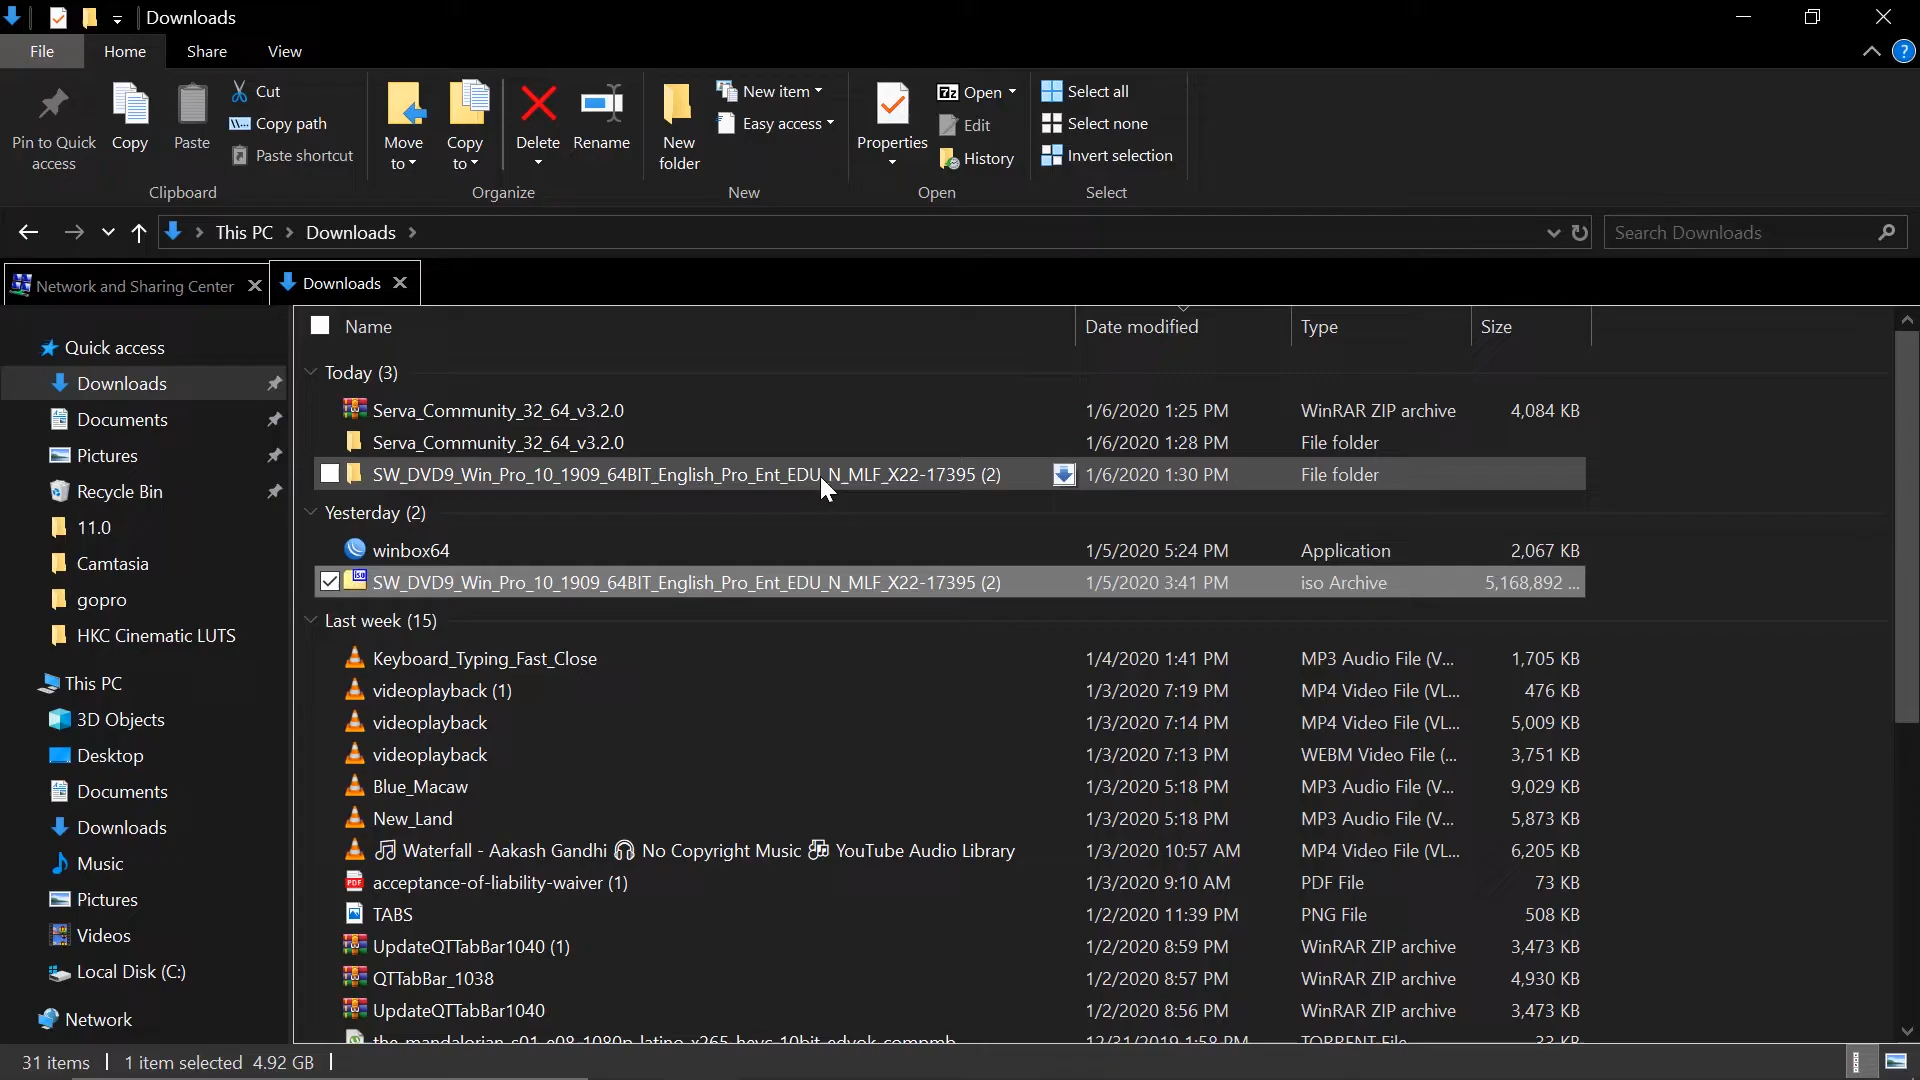 Downloads
File Home Share View
Pin to Quick access
Copy
Paste
Cut
Copy path
Paste shortcut
Clipboard
Move to
Copy to
Delete
Rename
Organize
New folder
New item
Easy access
New
Properties
Open
Edit
History
Open
Select all
Select none
Invert selection
Select
This PC Downloads
Search Downloads
Network and Sharing Center
Downloads
Quick access
Downloads
Documents
Pictures
Recycle Bin
11.0
Camtasia
gopro
HKC Cinematic LUTS
This PC
3D Objects
Desktop
Documents
Downloads
Music
Pictures
Videos
Local Disk (C:)
Network
Name Date modified Type Size
Today (3)
Serva_Community_32_64_v3.2.0 1/6/2020 1:25 PM WinRAR ZIP archive 4,084 KB
Serva_Community_32_64_v3.2.0 1/6/2020 1:28 PM File folder
SW_DVD9_Win_Pro_10_1909_64BIT_English_Pro_Ent_EDU_N_MLF_X22-17395 (2) 1/6/2020 1:30 PM File folder
Yesterday (2)
winbox64 1/5/2020 5:24 PM Application 2,067 KB
SW_DVD9_Win_Pro_10_1909_64BIT_English_Pro_Ent_EDU_N_MLF_X22-17395 (2) 1/5/2020 3:41 PM iso Archive 5,168,892 ...
Last week (15)
Keyboard_Typing_Fast_Close 1/4/2020 1:41 PM MP3 Audio File (V... 1,705 KB
videoplayback (1) 1/3/2020 7:19 PM MP4 Video File (VL... 476 KB
videoplayback 1/3/2020 7:14 PM MP4 Video File (VL... 5,009 KB
videoplayback 1/3/2020 7:13 PM WEBM Video File (... 3,751 KB
Blue_Macaw 1/3/2020 5:18 PM MP3 Audio File (V... 9,029 KB
New_Land 1/3/2020 5:18 PM MP3 Audio File (V... 5,873 KB
🎵 Waterfall - Aakash Gandhi 🎧 No Copyright Music 🎶 YouTube Audio Library 1/3/2020 10:57 AM MP4 Video File (VL... 6,205 KB
acceptance-of-liability-waiver (1) 1/3/2020 9:10 AM PDF File 73 KB
TABS 1/2/2020 11:39 PM PNG File 508 KB
UpdateQTTabBar1040 (1) 1/2/2020 8:59 PM WinRAR ZIP archive 3,473 KB
QTTabBar_1038 1/2/2020 8:57 PM WinRAR ZIP archive 4,930 KB
UpdateQTTabBar1040 1/2/2020 8:56 PM WinRAR ZIP archive 3,473 KB
12/31/2019 1:58 PM TORRENT File 33 KB
31 items 1 item selected 4.92 GB